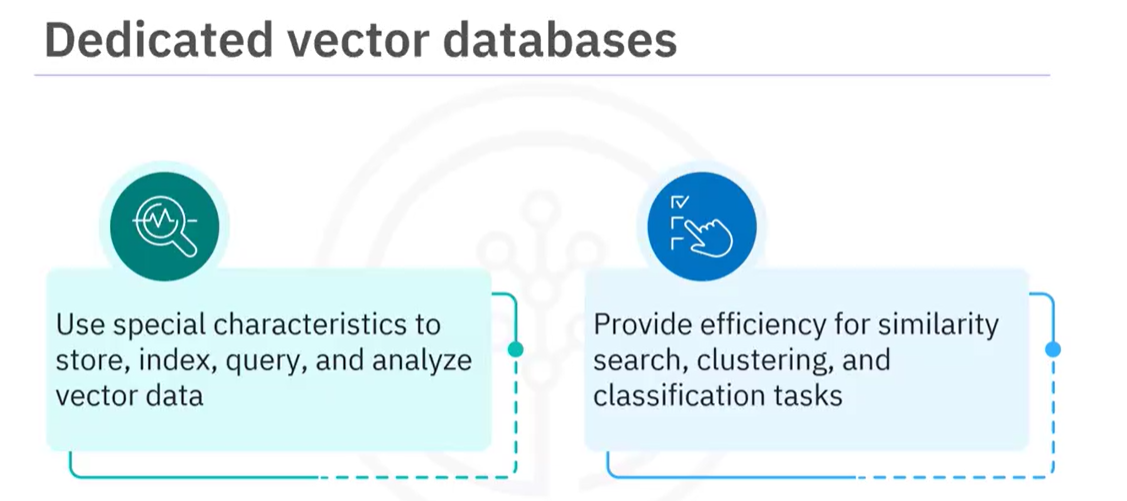 Dedicated vector databases
Use special characteristics to
store, index, query, and analyze
vector data
Provide efficiency for similarity
search, clustering, and
classification tasks